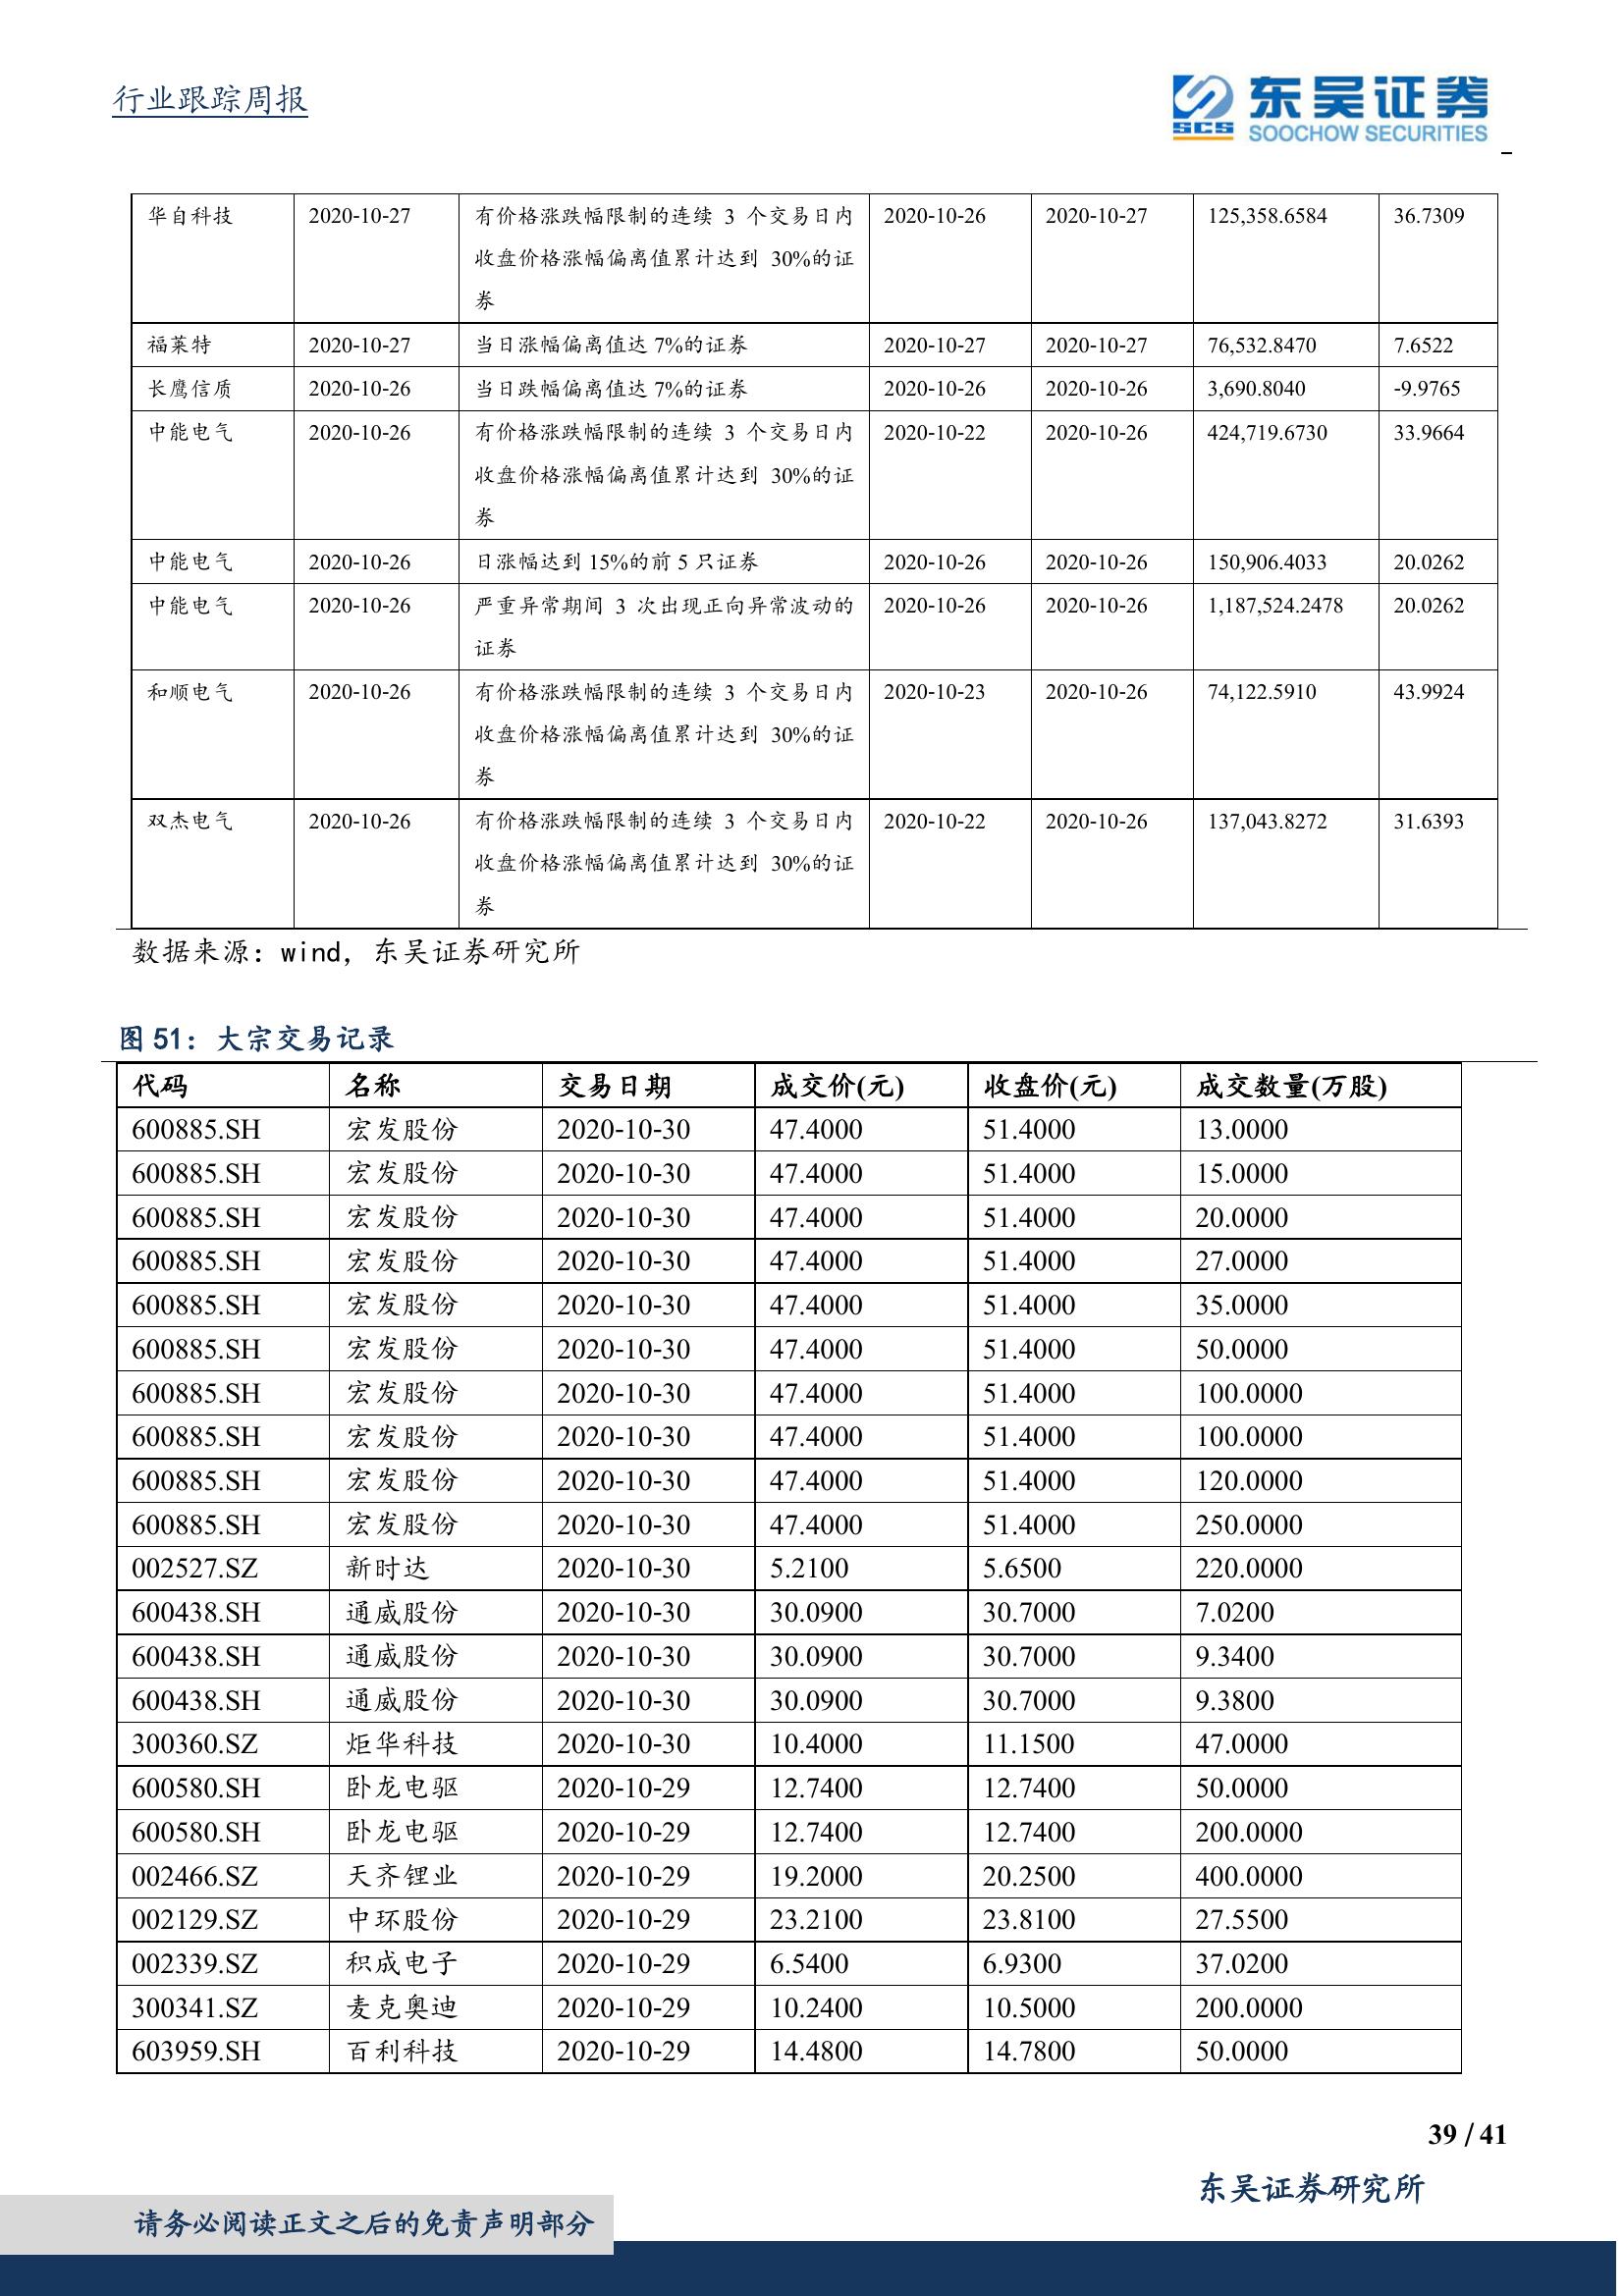 行业跟踪周报
东吴证券
SCS
SOOCHOW SECURITIES
华自科技 2020-10-27 有价格涨跌幅限制的连续 3 个交易日内 2020-10-26 2020-10-27 125,358.6584 36.7309
收盘价格涨幅偏离值累计达到 30%的证
券
福莱特 2020-10-27 当日涨幅偏离值达 7%的证券 2020-10-27 2020-10-27 76,532.8470 7.6522
长鹰信质 2020-10-26 当日跌幅偏离值达 7%的证券 2020-10-26 2020-10-26 3,690.8040 -9.9765
中能电气 2020-10-26 有价格涨跌幅限制的连续 3 个交易日内 2020-10-22 2020-10-26 424,719.6730 33.9664
收盘价格涨幅偏离值累计达到 30%的证
券
中能电气 2020-10-26 日涨幅达到 15%的前 5 只证券 2020-10-26 2020-10-26 150,906.4033 20.0262
中能电气 2020-10-26 严重异常期间 3 次出现正向异常波动的 2020-10-26 2020-10-26 1,187,524.2478 20.0262
证券
和顺电气 2020-10-26 有价格涨跌幅限制的连续 3 个交易日内 2020-10-23 2020-10-26 74,122.5910 43.9924
收盘价格涨幅偏离值累计达到 30%的证
券
双杰电气 2020-10-26 有价格涨跌幅限制的连续 3 个交易日内 2020-10-22 2020-10-26 137,043.8272 31.6393
收盘价格涨幅偏离值累计达到 30%的证
券
数据来源：wind，东吴证券研究所
图 51：大宗交易记录
代码 名称 交易日期 成交价(元) 收盘价(元) 成交数量(万股)
600885.SH 宏发股份 2020-10-30 47.4000 51.4000 13.0000
600885.SH 宏发股份 2020-10-30 47.4000 51.4000 15.0000
600885.SH 宏发股份 2020-10-30 47.4000 51.4000 20.0000
600885.SH 宏发股份 2020-10-30 47.4000 51.4000 27.0000
600885.SH 宏发股份 2020-10-30 47.4000 51.4000 35.0000
600885.SH 宏发股份 2020-10-30 47.4000 51.4000 50.0000
600885.SH 宏发股份 2020-10-30 47.4000 51.4000 100.0000
600885.SH 宏发股份 2020-10-30 47.4000 51.4000 100.0000
600885.SH 宏发股份 2020-10-30 47.4000 51.4000 120.0000
600885.SH 宏发股份 2020-10-30 47.4000 51.4000 250.0000
002527.SZ 新时达 2020-10-30 5.2100 5.6500 220.0000
600438.SH 通威股份 2020-10-30 30.0900 30.7000 7.0200
600438.SH 通威股份 2020-10-30 30.0900 30.7000 9.3400
600438.SH 通威股份 2020-10-30 30.0900 30.7000 9.3800
300360.SZ 炬华科技 2020-10-30 10.4000 11.1500 47.0000
600580.SH 卧龙电驱 2020-10-29 12.7400 12.7400 50.0000
600580.SH 卧龙电驱 2020-10-29 12.7400 12.7400 200.0000
002466.SZ 天齐锂业 2020-10-29 19.2000 20.2500 400.0000
002129.SZ 中环股份 2020-10-29 23.2100 23.8100 27.5500
002339.SZ 积成电子 2020-10-29 6.5400 6.9300 37.0200
300341.SZ 麦克奥迪 2020-10-29 10.2400 10.5000 200.0000
603959.SH 百利科技 2020-10-29 14.4800 14.7800 50.0000
39 / 41
东吴证券研究所
请务必阅读正文之后的免责声明部分